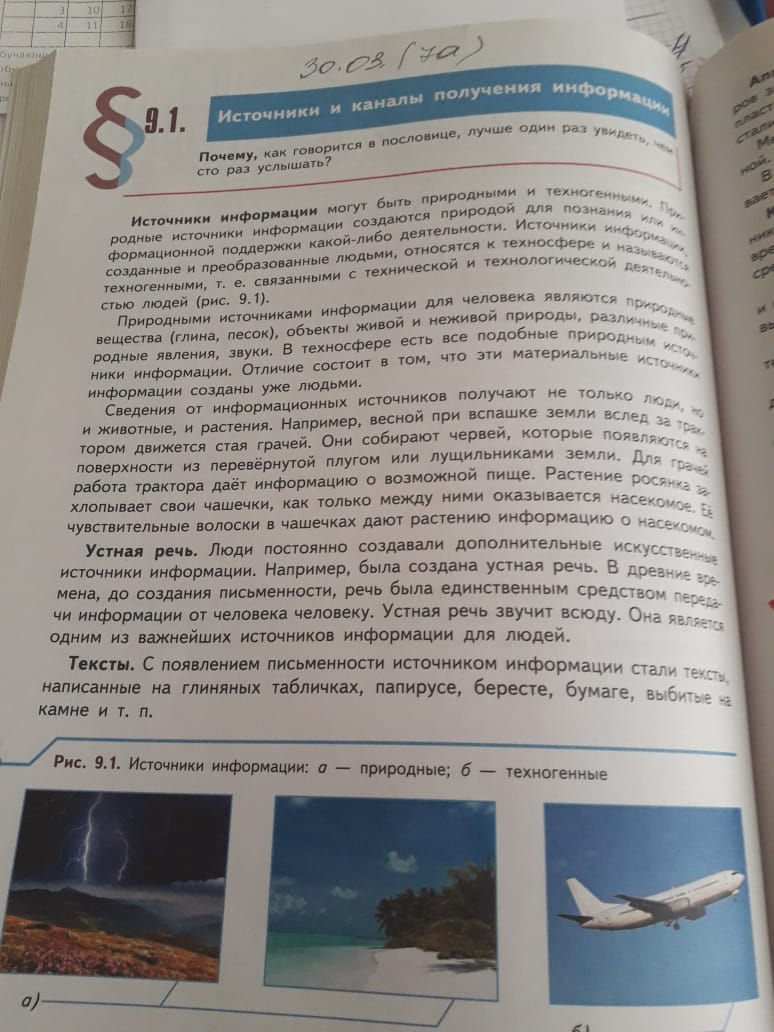 3 10 17
4 11 18
30.03. (7а)
§ 9.1.
Источники и каналы получения информации
Почему, как говорится в пословице, лучше один раз увидеть, чем
сто раз услышать?
Источники информации могут быть природными и техногенными. При-
родные источники информации создаются природой для познания или ин-
формационной поддержки какой-либо деятельности. Источники информации,
созданные и преобразованные людьми, относятся к техносфере и называются
техногенными, т. е. связанными с технической и технологической деятельно-
стью людей (рис. 9.1).
Природными источниками информации для человека являются природные
вещества (глина, песок), объекты живой и неживой природы, различные при-
родные явления, звуки. В техносфере есть все подобные природным источ-
ники информации. Отличие состоит в том, что эти материальные источники
информации созданы уже людьми.
Сведения от информационных источников получают не только люди, но
и животные, и растения. Например, весной при вспашке земли вслед за трак-
тором движется стая грачей. Они собирают червей, которые появляются на
поверхности из перевёрнутой плугом или лущильниками земли. Для грачей
работа трактора даёт информацию о возможной пище. Растение росянка за-
хлопывает свои чашечки, как только между ними оказывается насекомое. Её
чувствительные волоски в чашечках дают растению информацию о насекомом.
Устная речь. Люди постоянно создавали дополнительные искусственные
источники информации. Например, была создана устная речь. В древние вре-
мена, до создания письменности, речь была единственным средством переда-
чи информации от человека человеку. Устная речь звучит всюду. Она является
одним из важнейших источников информации для людей.
Тексты. С появлением письменности источником информации стали тексты,
написанные на глиняных табличках, папирусе, бересте, бумаге, выбитые на
камне и т. п.
Рис. 9.1. Источники информации: а — природные; б — техногенные
а)
б)